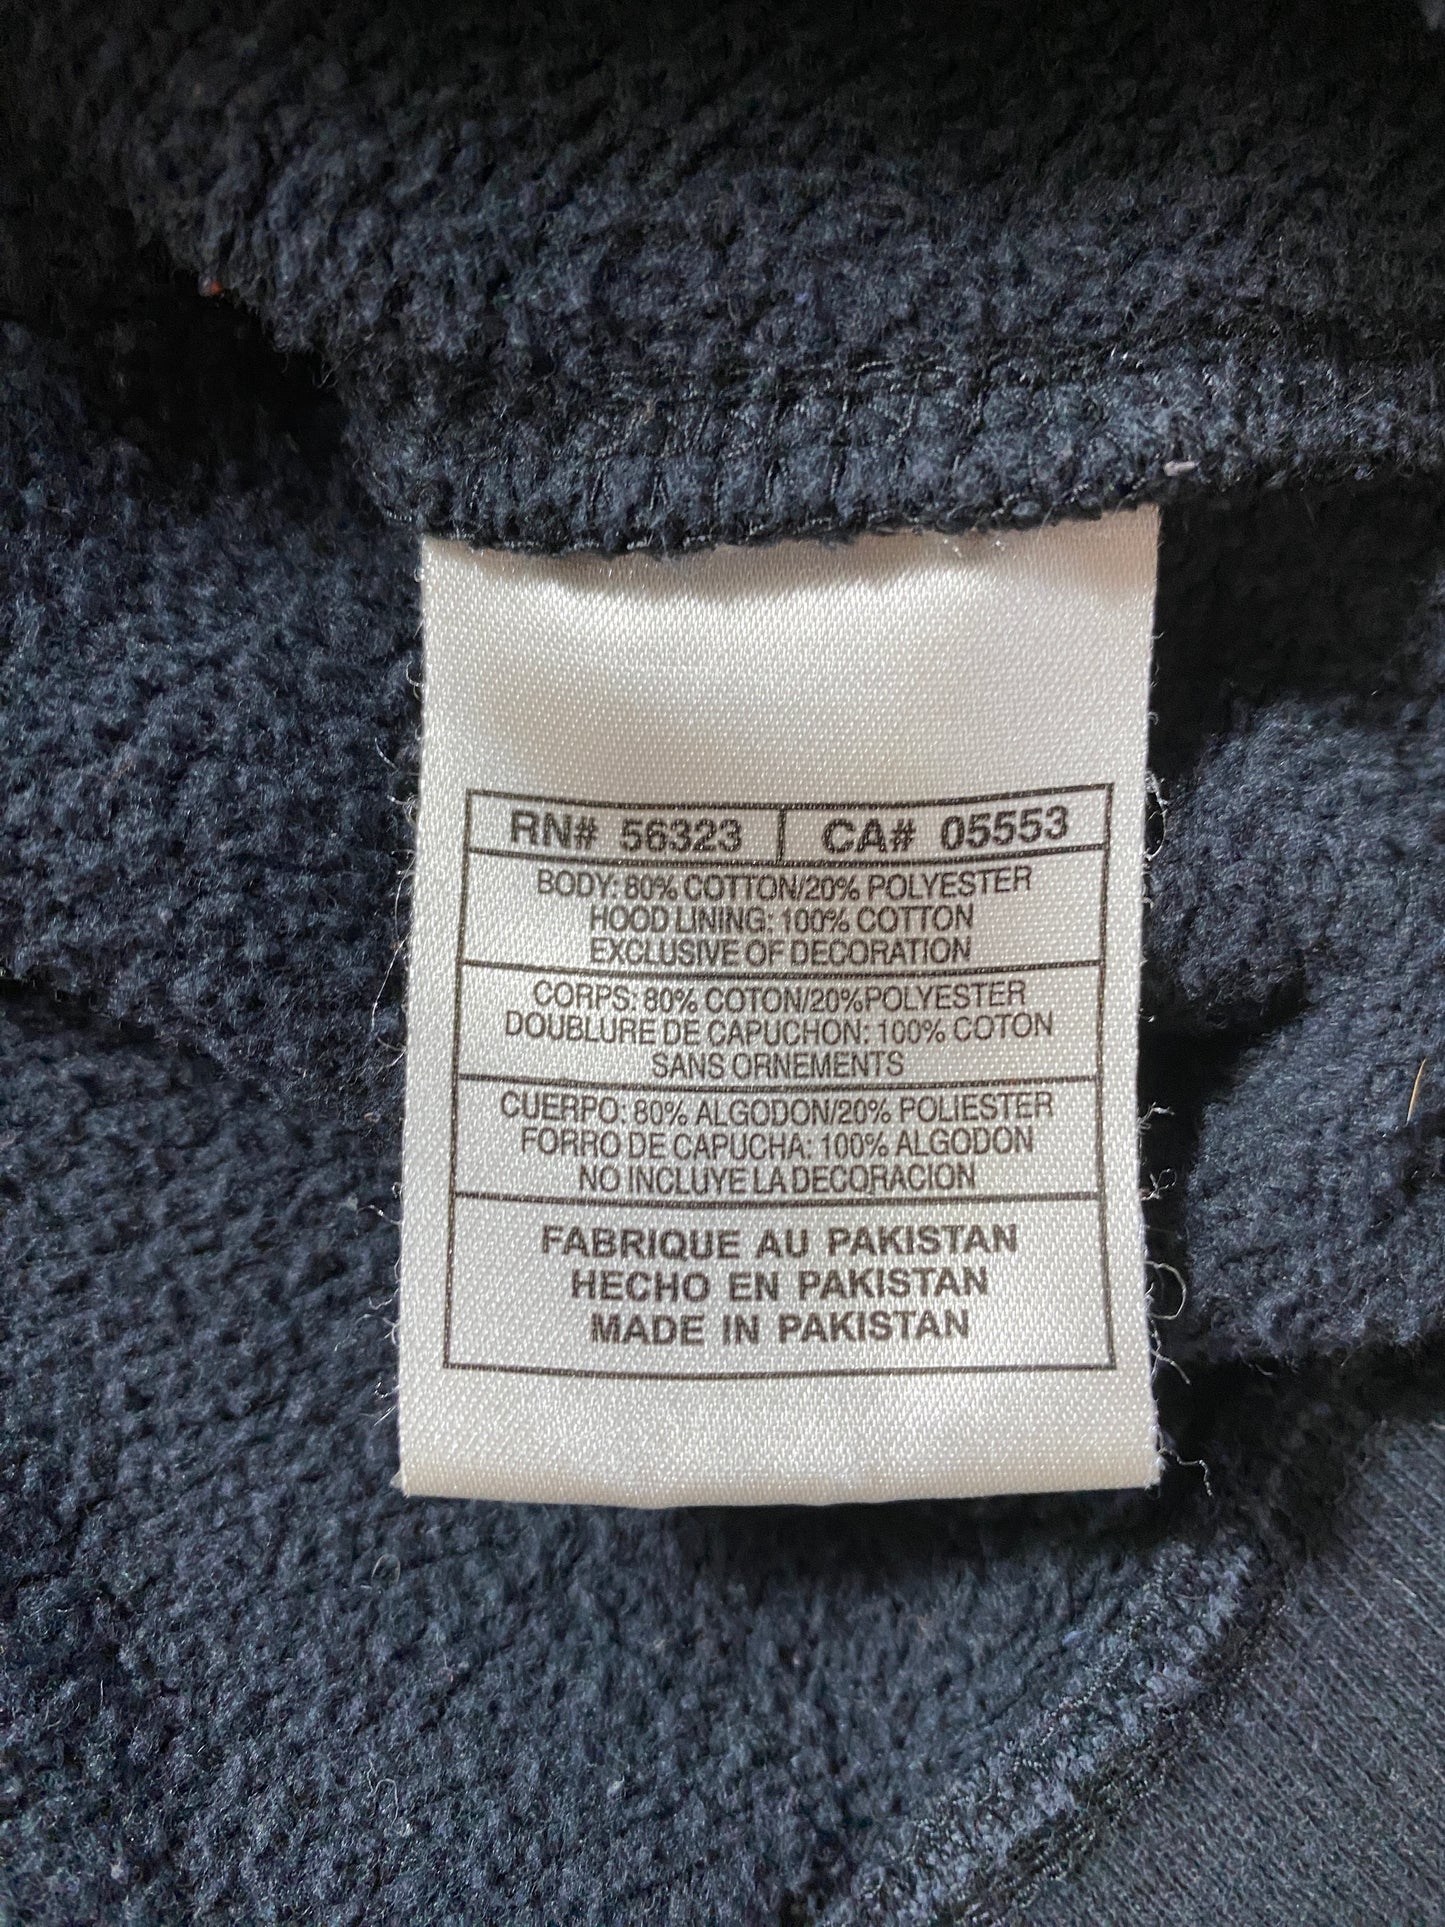 RN# 56323 CA# 05553
BODY: 80% COTTON/20% POLYESTER
HOOD LINING: 100% COTTON
EXCLUSIVE OF DECORATION
CORPS: 80% COTON/20%POLYESTER
DOUBLURE DE CAPUCHON: 100% COTON
SANS ORNEMENTS
CUERPO: 80% ALGODON/20% POLIESTER
FORRO DE CAPUCHA: 100% ALGODON
NO INCLUYE LA DECORACION
FABRIQUE AU PAKISTAN
HECHO EN PAKISTAN
MADE IN PAKISTAN